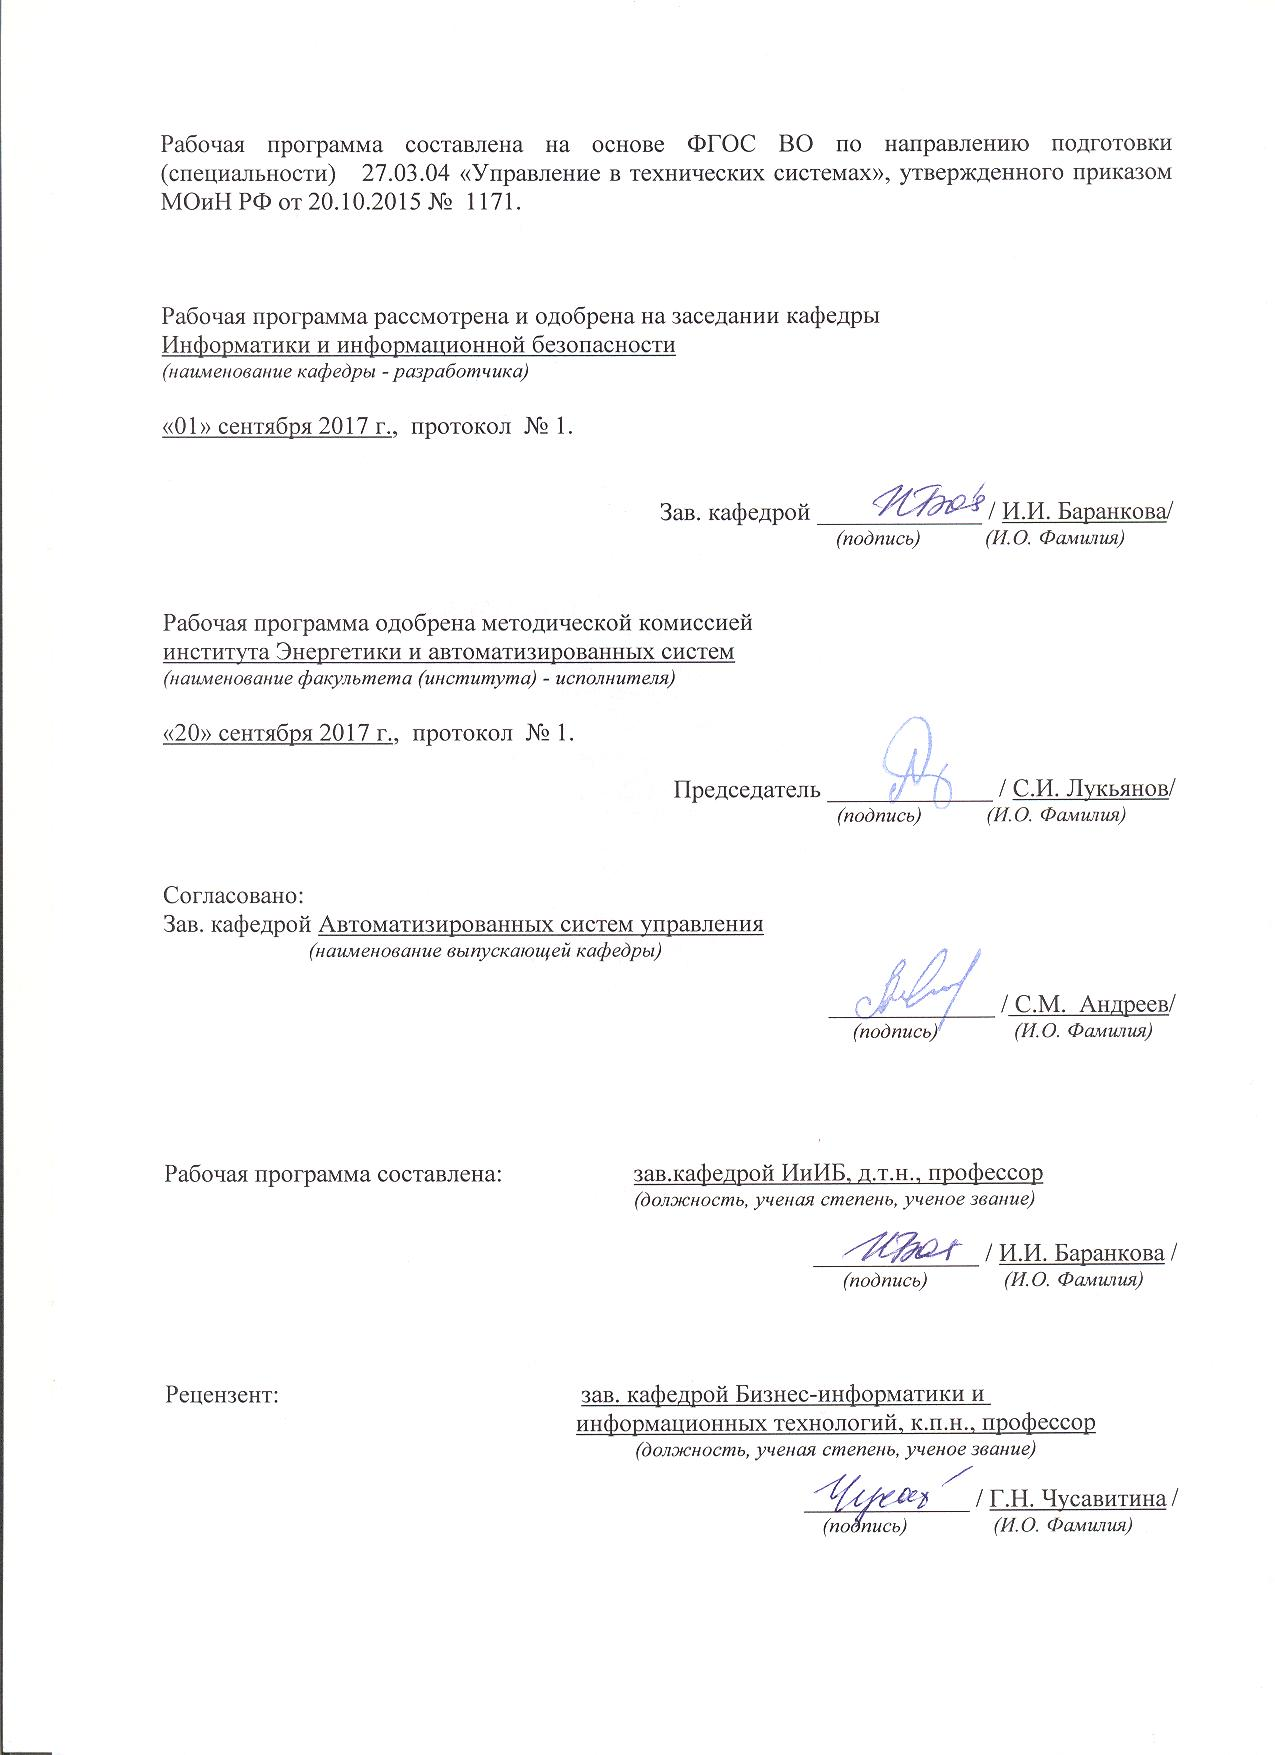 Рабочая программа составлена на основе ФГОС ВО по направлению подготовки
(специальности) 27.03.04 «Управление в технических системах», утвержденного приказом
МОиН РФ от 20.10.2015 № 1171.
Рабочая программа рассмотрена и одобрена на заседании кафедры
Информатики и информационной безопасности
(наименование кафедры - разработчика)
«01» сентября 2017 г., протокол № 1.
Зав. кафедрой _____________ / И.И. Баранкова/
(подпись) (И.О. Фамилия)
Рабочая программа одобрена методической комиссией
института Энергетики и автоматизированных систем
(наименование факультета (института) - исполнителя)
«20» сентября 2017 г., протокол № 1.
Председатель _____________ / С.И. Лукьянов/
(подпись) (И.О. Фамилия)
Согласовано:
Зав. кафедрой Автоматизированных систем управления
(наименование выпускающей кафедры)
_____________ / С.М. Андреев/
(подпись) (И.О. Фамилия)
Рабочая программа составлена: зав.кафедрой ИиИБ, д.т.н., профессор
(должность, ученая степень, ученое звание)
_____________ / И.И. Баранкова /
(подпись) (И.О. Фамилия)
Рецензент: зав. кафедрой Бизнес-информатики и
информационных технологий, к.п.н., профессор
(должность, ученая степень, ученое звание)
_____________ / Г.Н. Чусавитина /
(подпись) (И.О. Фамилия)